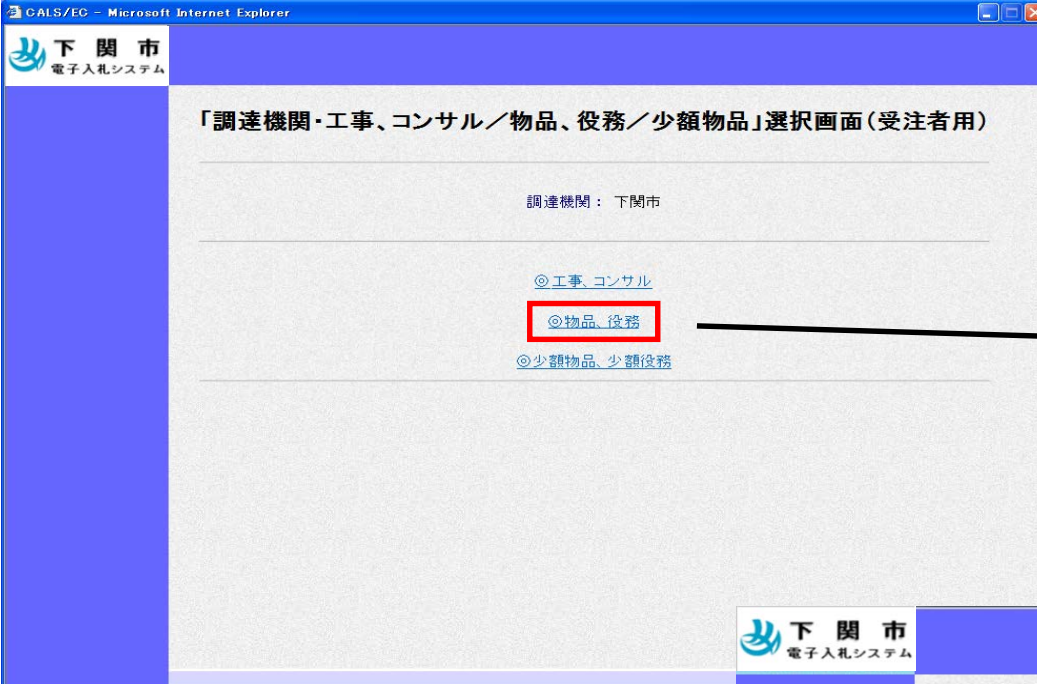 CALS/EC - Microsoft Internet Explorer
下 関 市
電子入札システム
「調達機関・工事、コンサル／物品、役務／少額物品」選択画面（受注者用）
調達機関： 下関市
◎工事、コンサル
◎物品、役務
◎少額物品、少額役務
下 関 市
電子入札システム